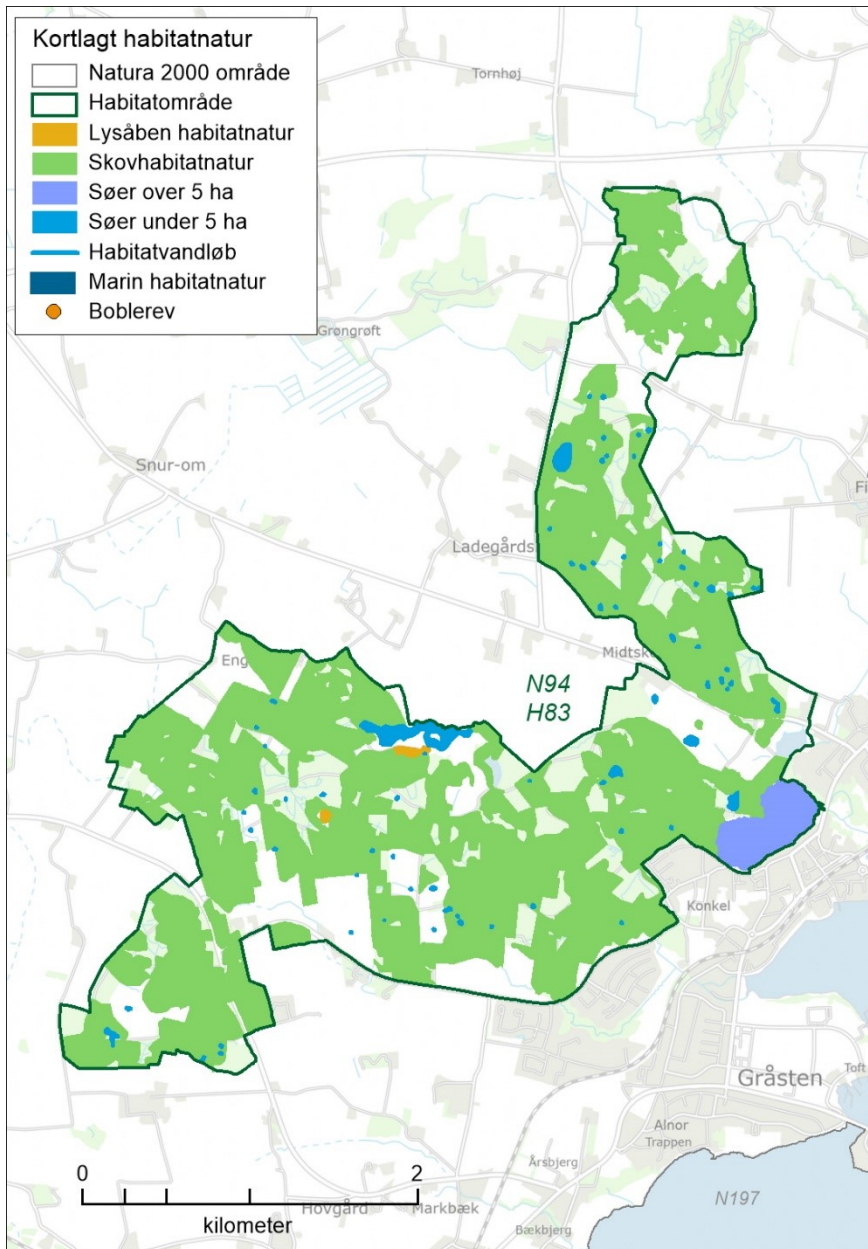 Kortlagt habitatnatur
Natura 2000 område
Habitatområde
Lysåben habitatnatur
Skovhabitatnatur
Søer over 5 ha
Søer under 5 ha
Habitatvandløb
Marin habitatnatur
Boblerev
Tornhøj
Grøngrøft
Snur-om
Fi
Ladegårds
Eng
Midtsk
N94
H83
Konkel
Gråsten
Toft
Alnor
Trappen
Årsbjerg
N197
Hovgård
Markbæk
Bækbjerg
0
2
kilometer